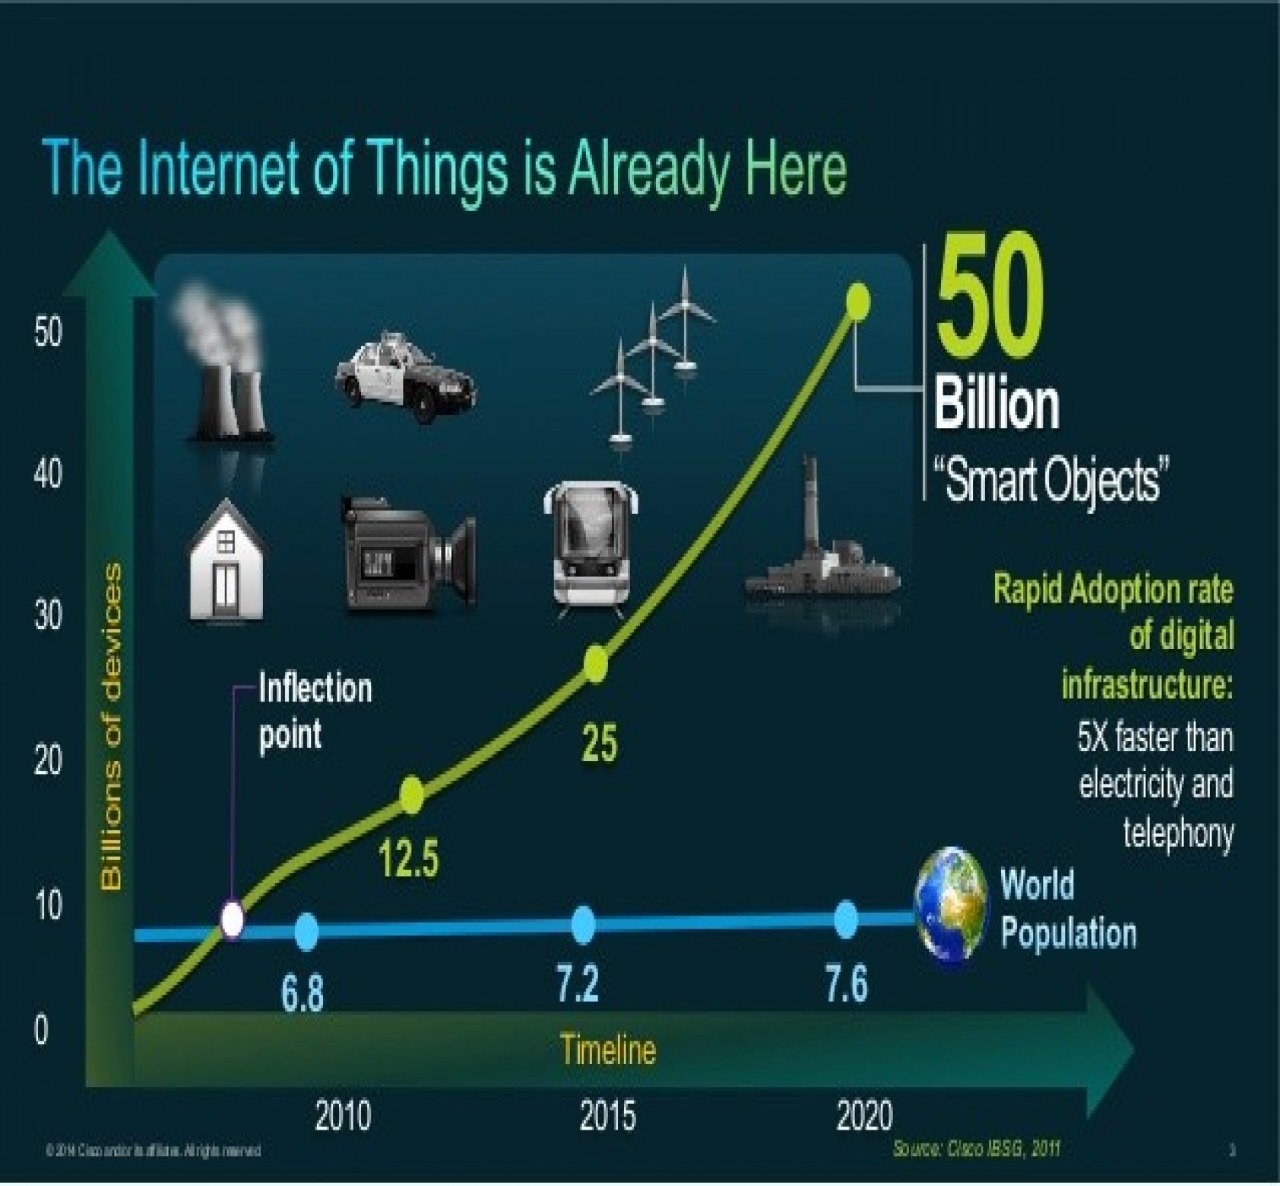 The Internet of Things is Already Here
50
Billion
"Smart Objects"
50
40
30
20
10
0
Billions of devices
Rapid Adoption rate
of digital
infrastructure:
5X faster than
electricity and
telephony
Inflection
point
25
12.5
World
Population
6.8
7.2
7.6
Timeline
2010
2015
2020
© 2014 Cisco and/or its affiliates. All rights reserved
Source: Cisco IBSG, 2011
3